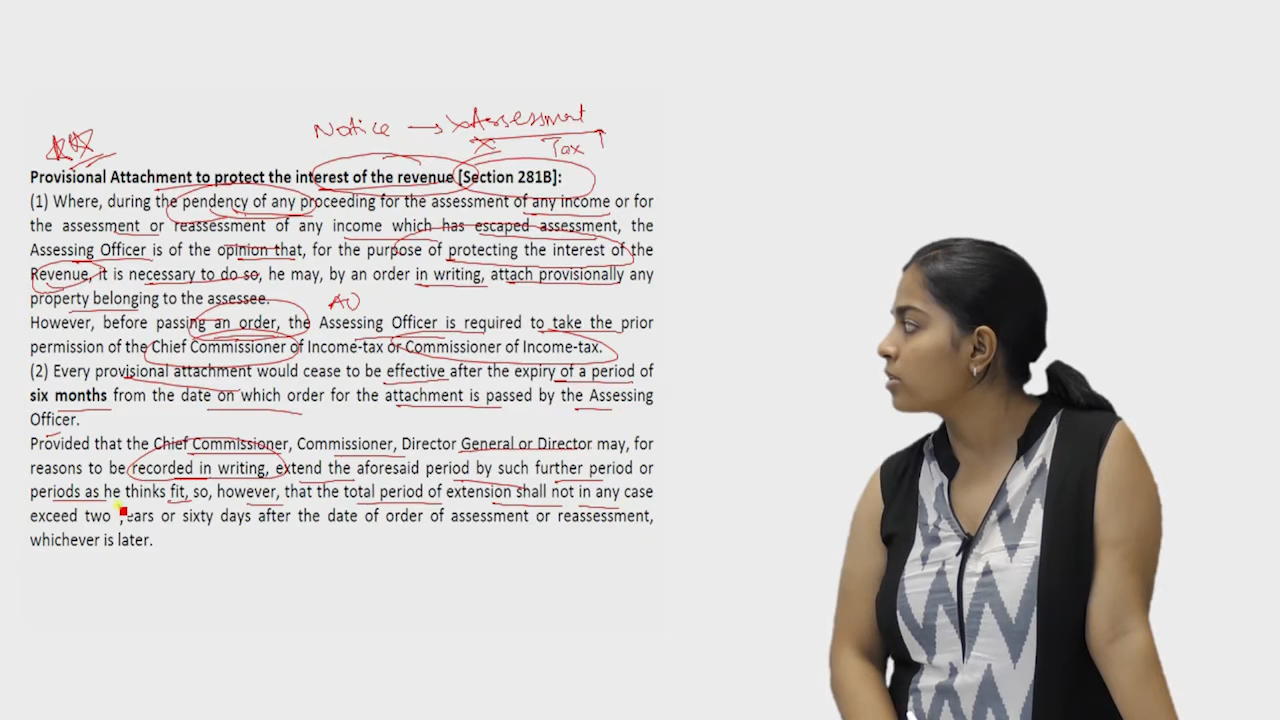 Notice → Assessment
Tax ↑
Provisional Attachment to protect the interest of the revenue [Section 281B]:
(1) Where, during the pendency of any proceeding for the assessment of any income or for
the assessment or reassessment of any income which has escaped assessment, the
Assessing Officer is of the opinion that, for the purpose of protecting the interest of the
Revenue, it is necessary to do so, he may, by an order in writing, attach provisionally any
property belonging to the assessee.
AO
However, before passing an order, the Assessing Officer is required to take the prior
permission of the Chief Commissioner of Income-tax or Commissioner of Income-tax.
(2) Every provisional attachment would cease to be effective after the expiry of a period of
six months from the date on which order for the attachment is passed by the Assessing
Officer.
Provided that the Chief Commissioner, Commissioner, Director General or Director may, for
reasons to be recorded in writing, extend the aforesaid period by such further period or
periods as he thinks fit, so, however, that the total period of extension shall not in any case
exceed two years or sixty days after the date of order of assessment or reassessment,
whichever is later.